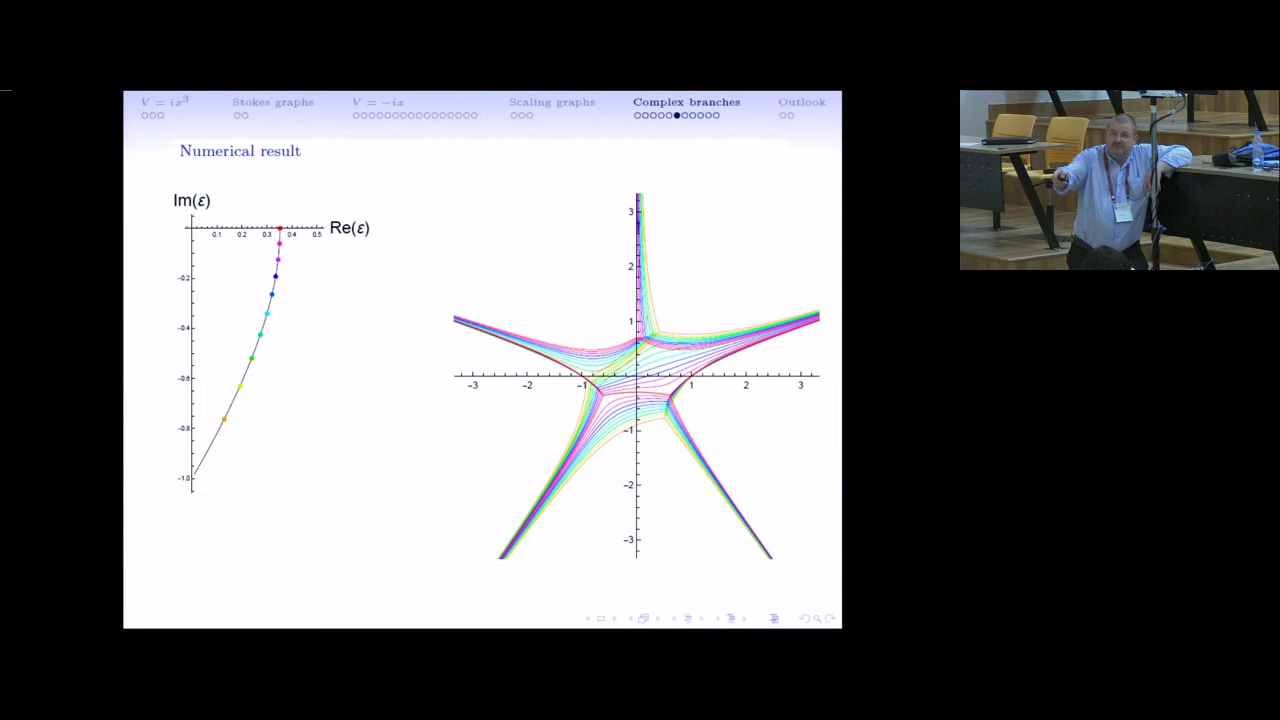 V = ix³ Stokes graphs V = −ix Scaling graphs Complex branches Outlook
Numerical result
Im(ε)
Re(ε)
0.1 0.2 0.3 0.4 0.5
−0.2
−0.4
−0.6
−0.8
−1.0
3
2
1
−3 −2 −1 1 2 3
−1
−2
−3